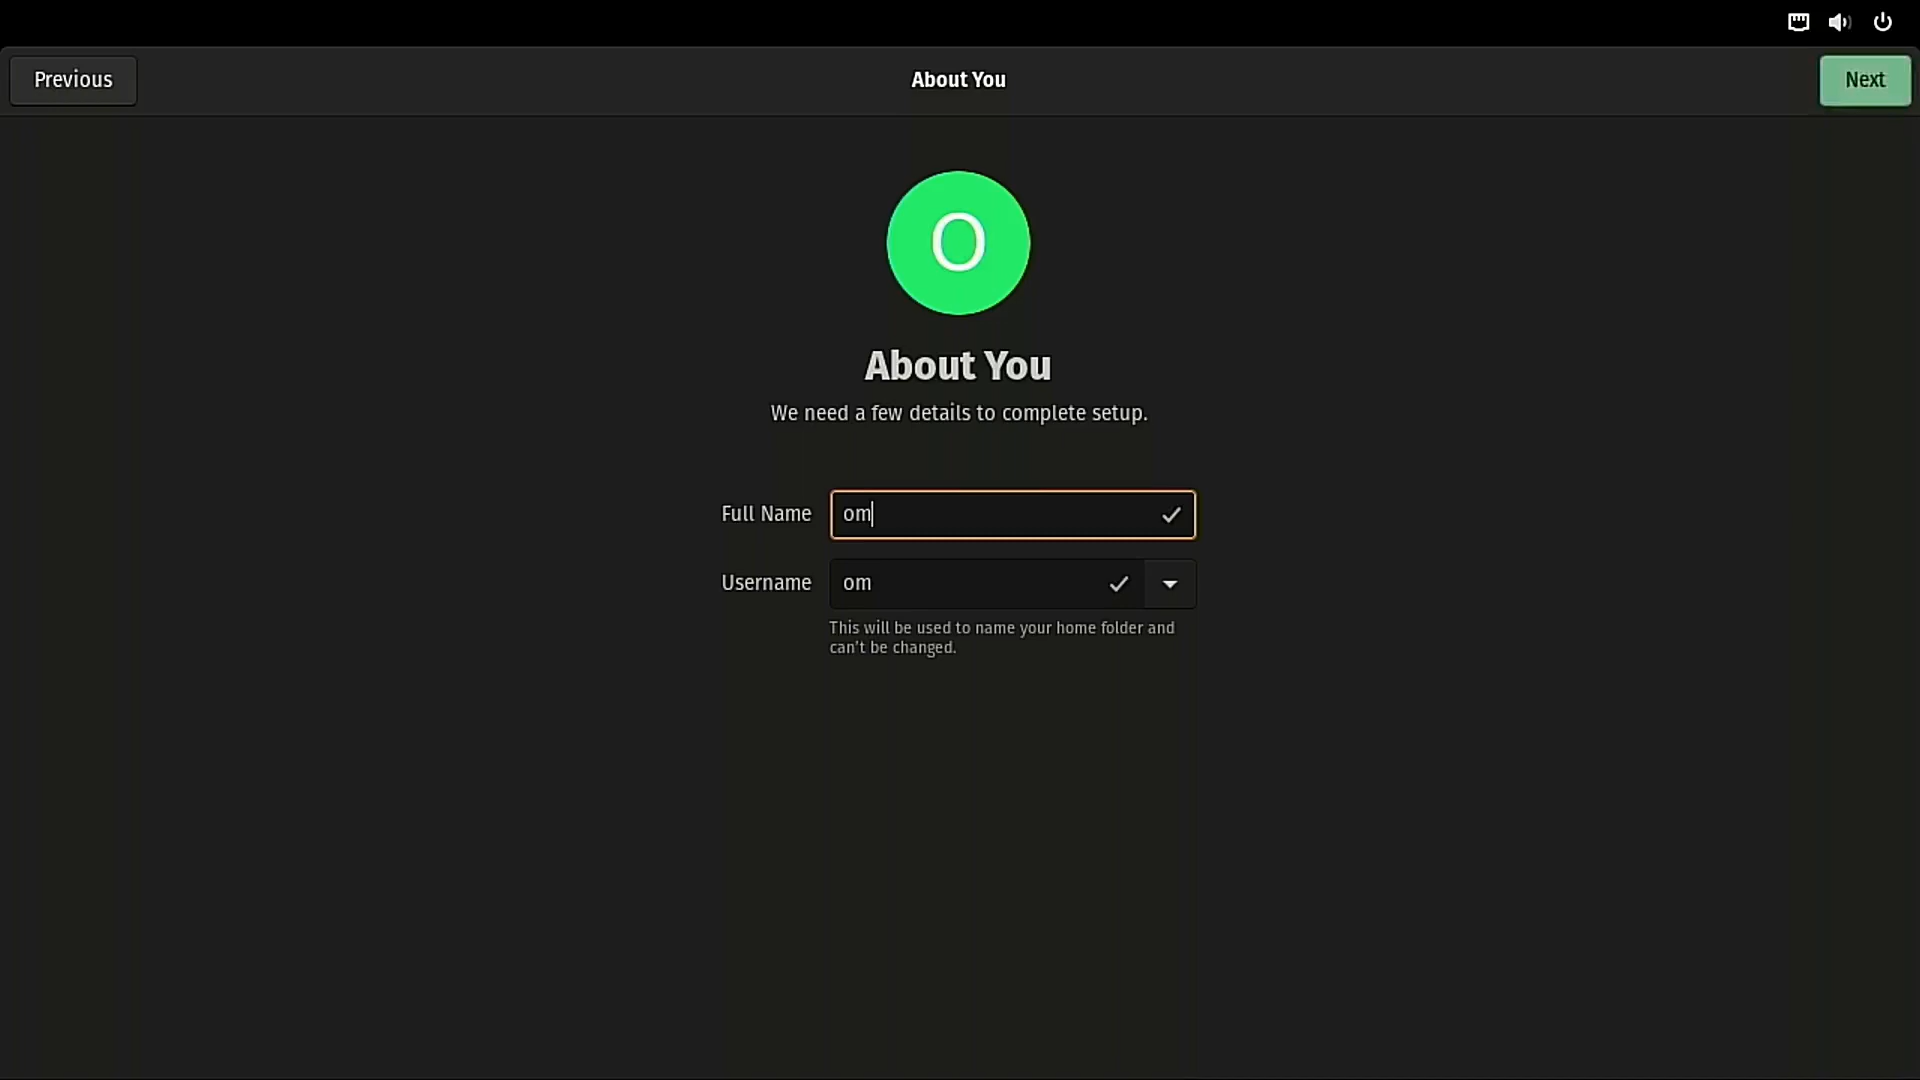 Previous
About You
Next
O
About You
We need a few details to complete setup.
Full Name
om
Username
om
This will be used to name your home folder and
can't be changed.